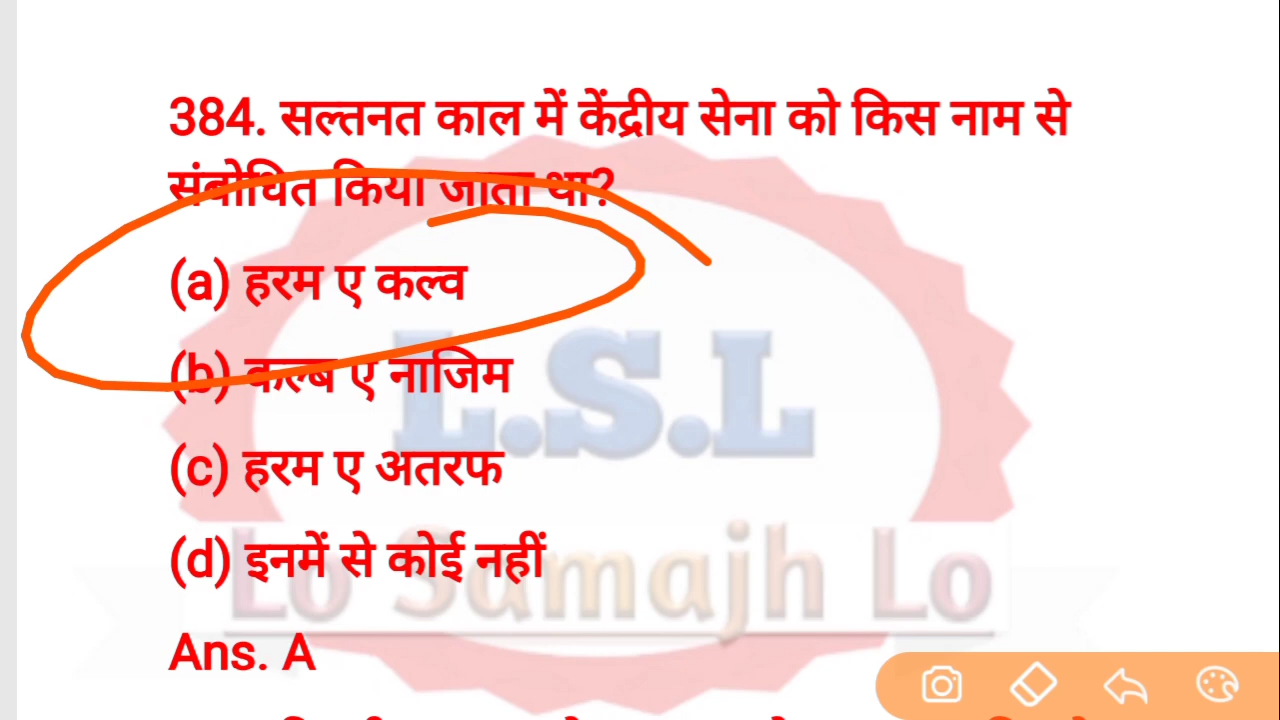 384. सल्तनत काल में केंद्रीय सेना को किस नाम से
संबोधित किया जाता था?
(a) हरम ए कल्व
(b) कल्ब ए नाजिम
(c) हरम ए अतरफ
(d) इनमें से कोई नहीं
L.S.L
Lo Samajh Lo
Ans. A